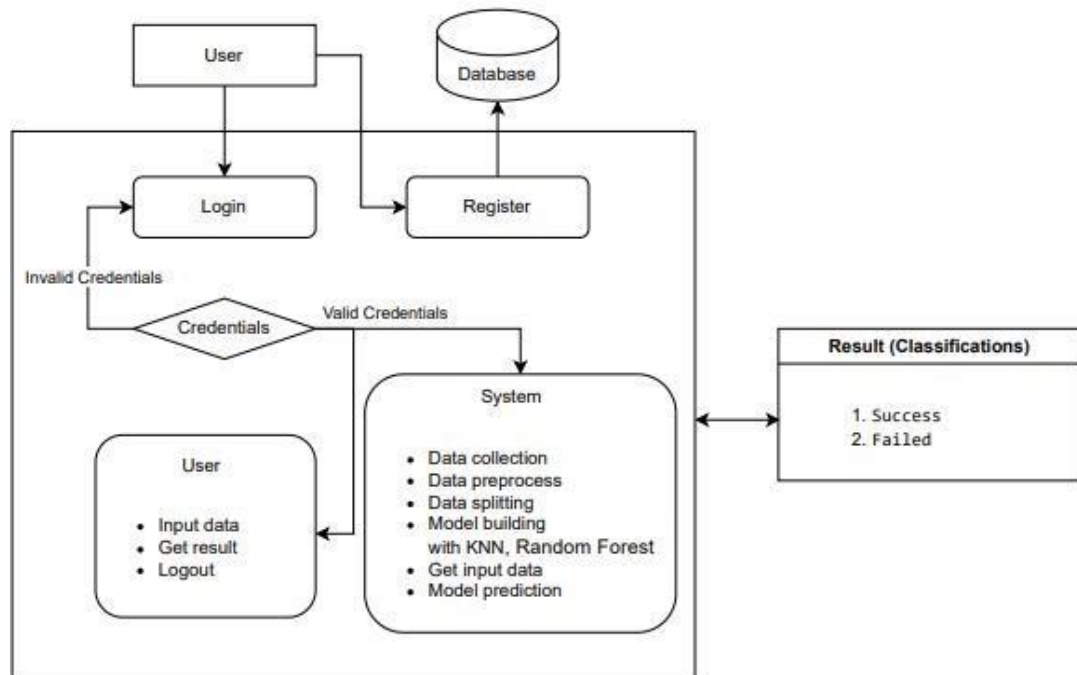 User
Database
Login
Register
Invalid Credentials
Credentials
Valid Credentials
Result (Classifications)
1. Success
2. Failed
System
• Data collection
• Data preprocess
• Data splitting
• Model building
with KNN, Random Forest
• Get input data
• Model prediction
User
• Input data
• Get result
• Logout